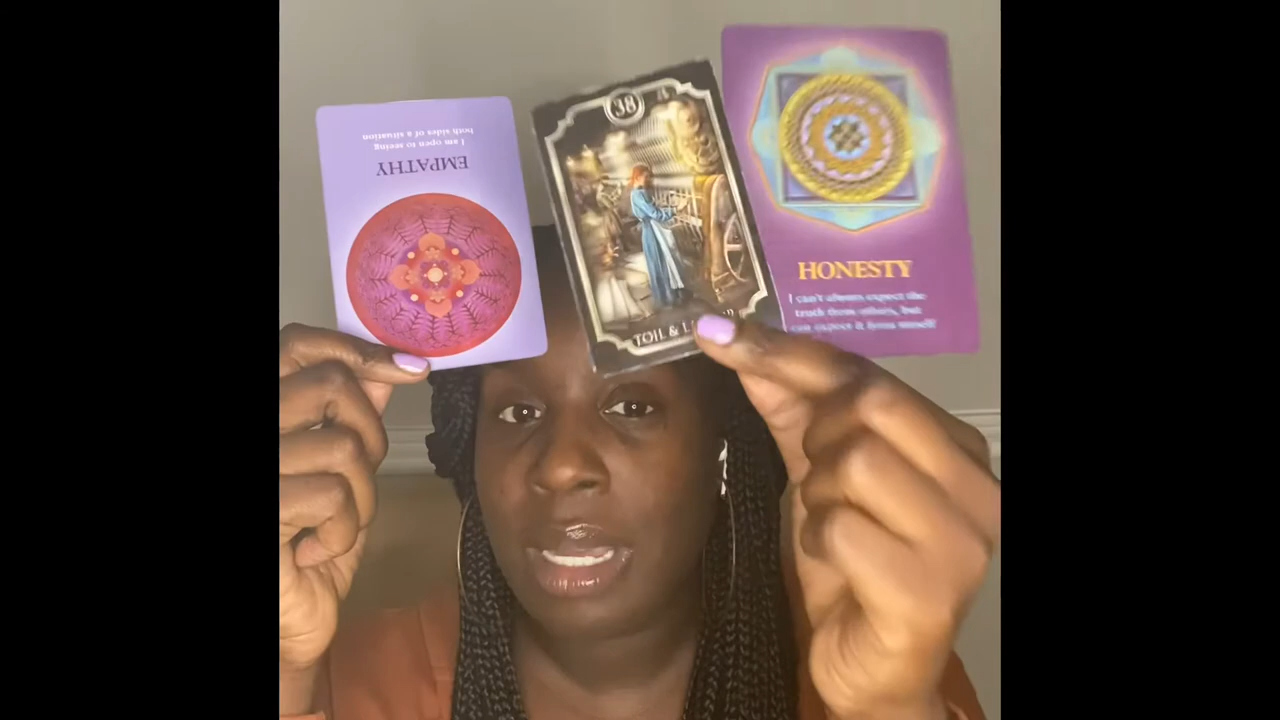 EMPATHY
I am open to seeing
both sides of a situation
38
TOIL &
HONESTY
I can't always expect the
truth from others, but
can expect it from myself